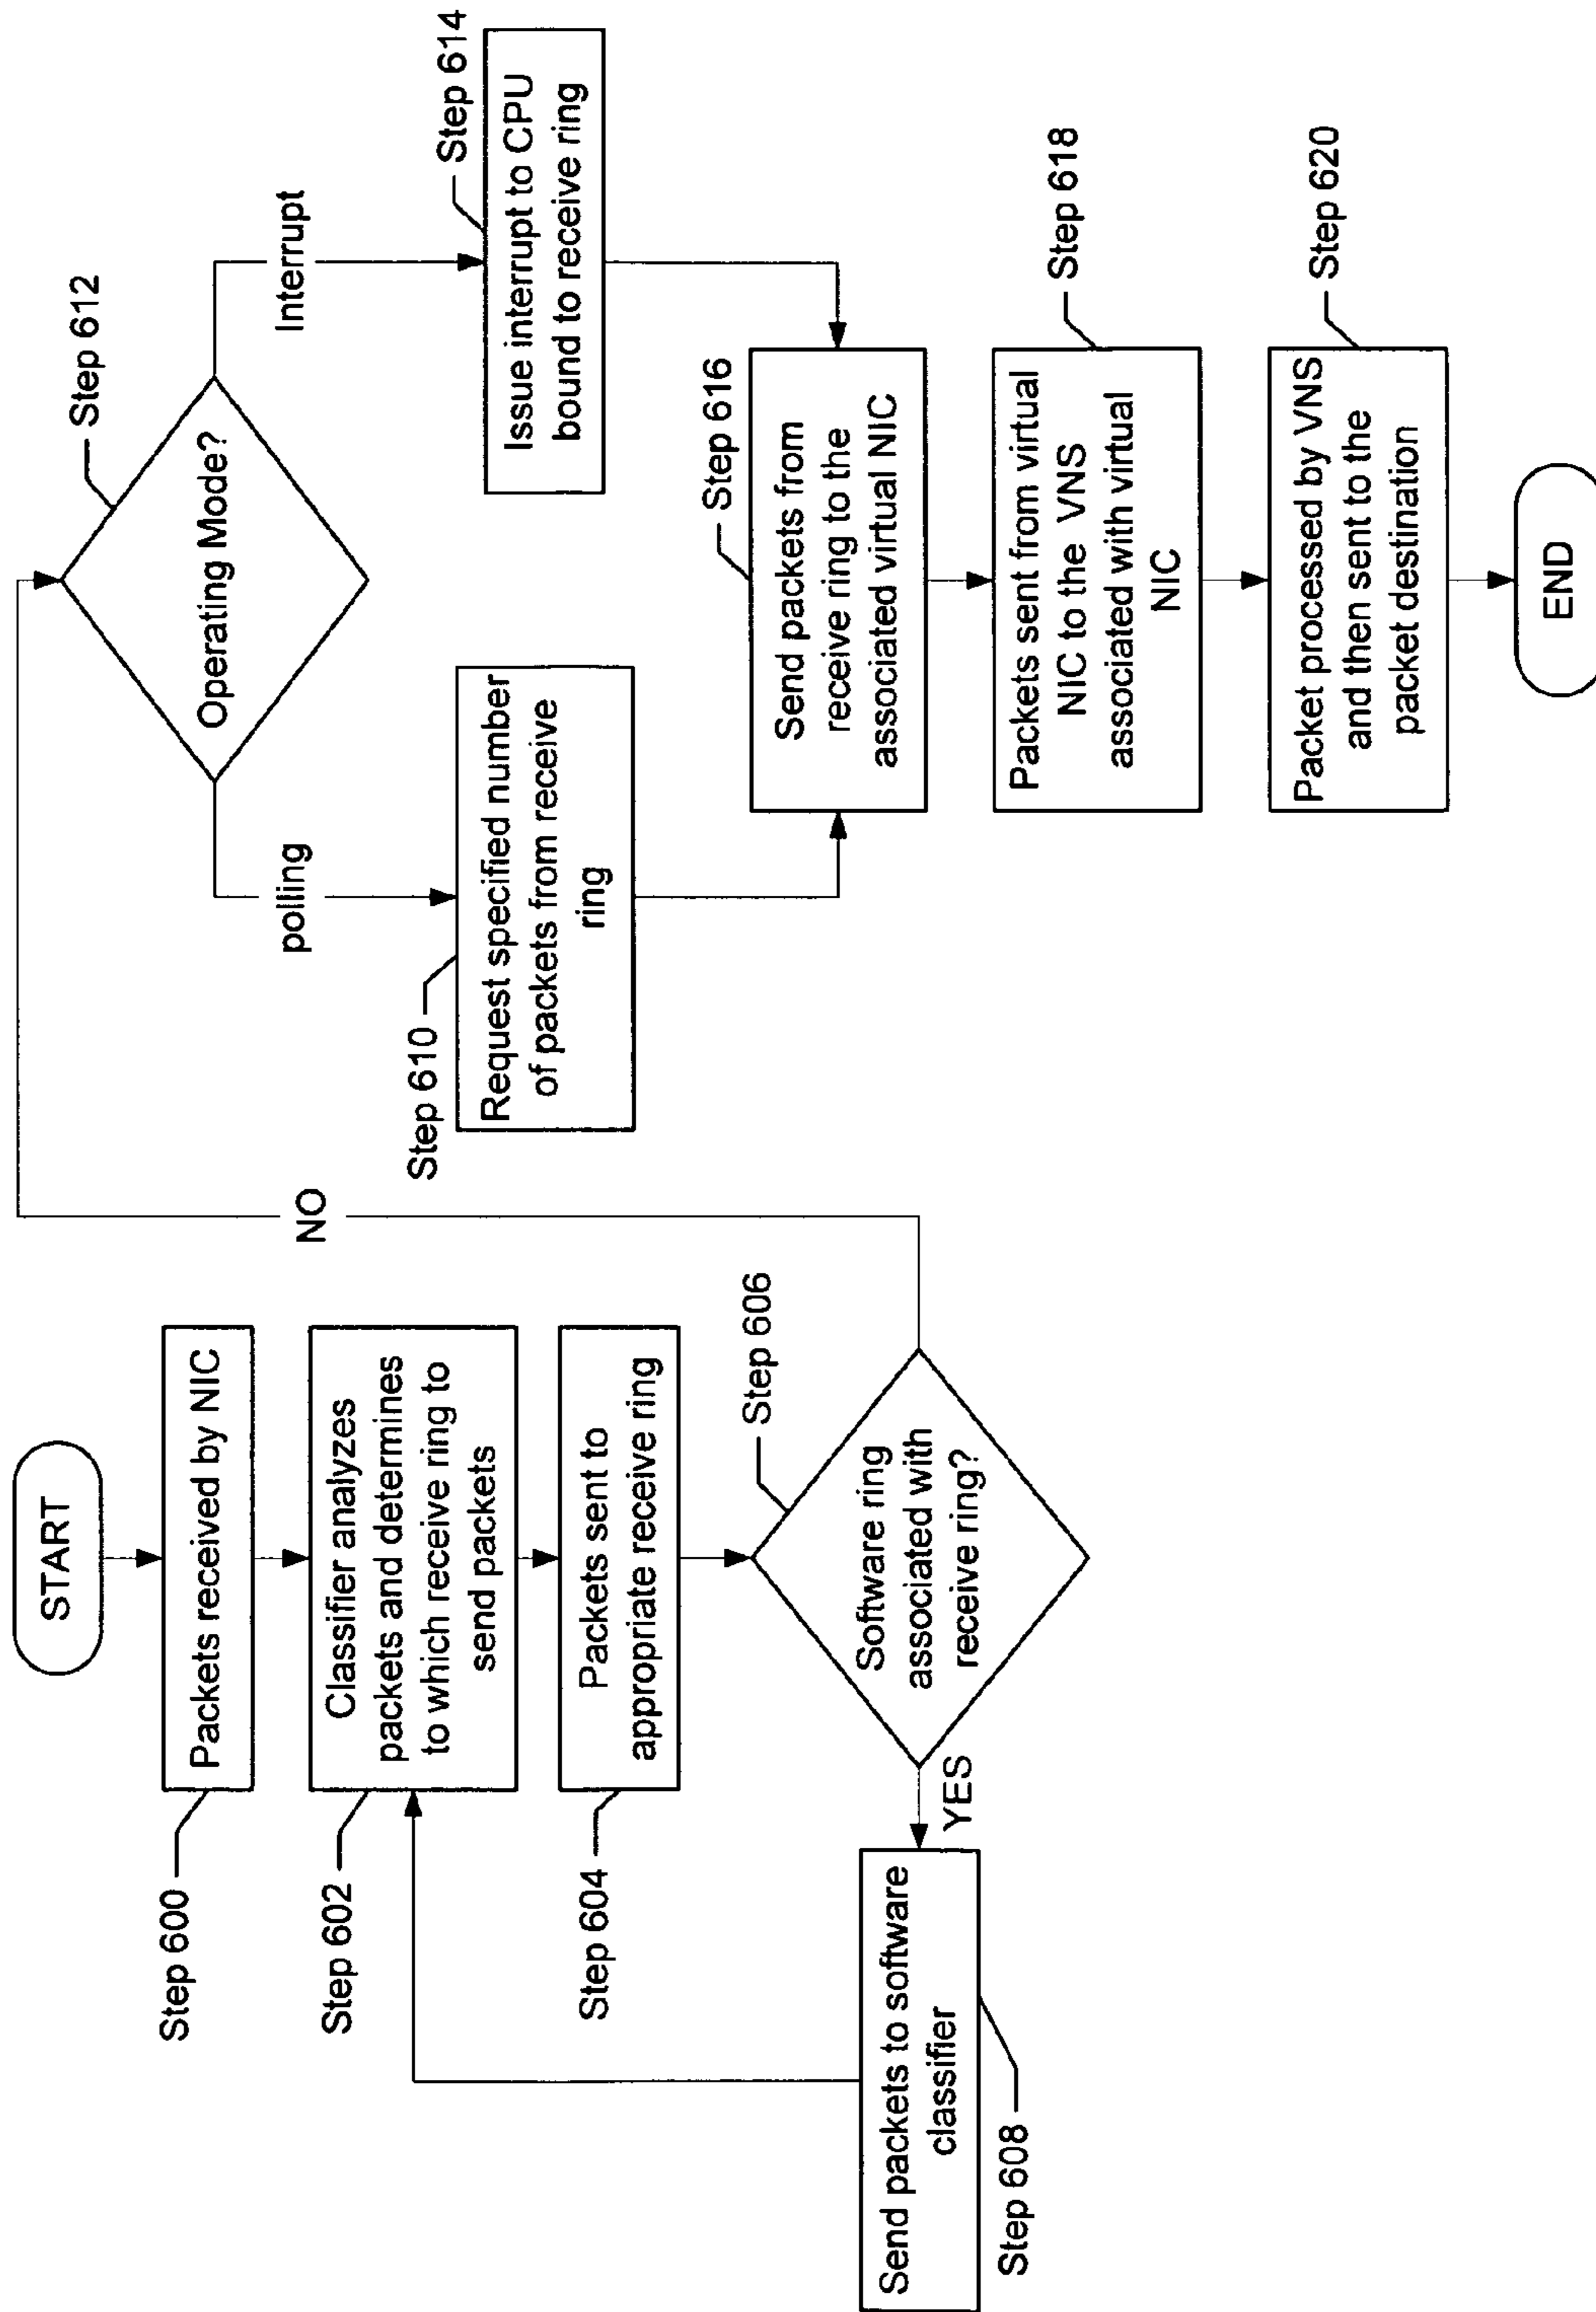 START
Step 600
Packets received by NIC
Step 602
Classifier analyzes
packets and determines
to which receive ring to
send packets
Step 604
Packets sent to
appropriate receive ring
Step 606
Software ring
associated with
receive ring?
YES
NO
Send packets to software
classifier
Step 608
Step 612
Operating Mode?
polling
Interrupt
Step 610
Request specified number
of packets from receive
ring
Step 614
Issue interrupt to CPU
bound to receive ring
Step 616
Send packets from
receive ring to the
associated virtual NIC
Step 618
Packets sent from virtual
NIC to the VNS
associated with virtual
NIC
Step 620
Packet processed by VNS
and then sent to the
packet destination
END